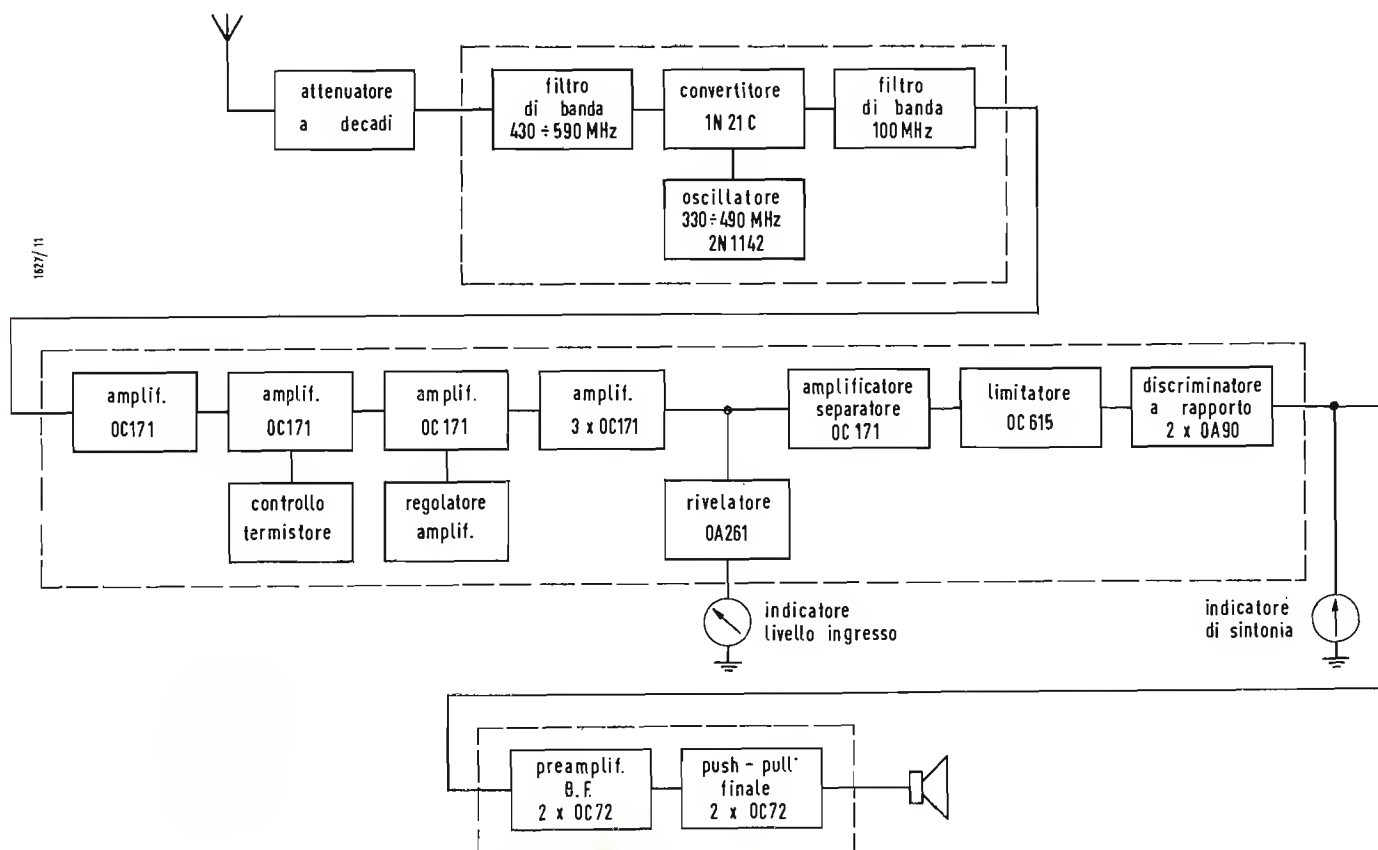 attenuatore
a decadi
filtro
di banda
430 ÷ 590 MHz
convertitore
1N 21 C
filtro
di banda
100 MHz
oscillatore
330 ÷ 490 MHz
2N 1142
1627/11
amplif.
OC171
amplif.
OC171
amplif.
OC 171
amplif.
3 x OC171
amplificatore
separatore
OC 171
limitatore
OC 615
discriminatore
a rapporto
2 x OA90
controllo
termistore
regolatore
amplif.
rivelatore
OA261
indicatore
livello ingresso
indicatore
di sintonia
preamplif.
B.F.
2 x OC72
push - pull
finale
2 x OC72